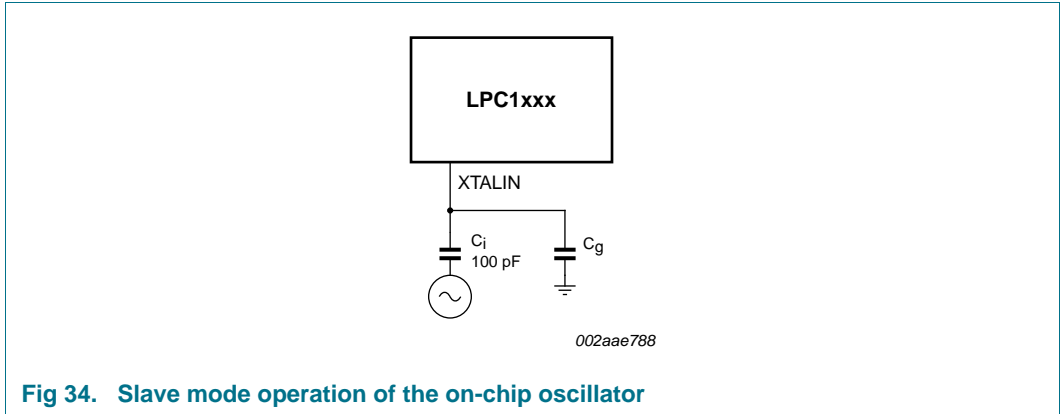 LPC1xxx
XTALIN
Ci
100 pF
Cg
002aae788
Fig 34. Slave mode operation of the on-chip oscillator